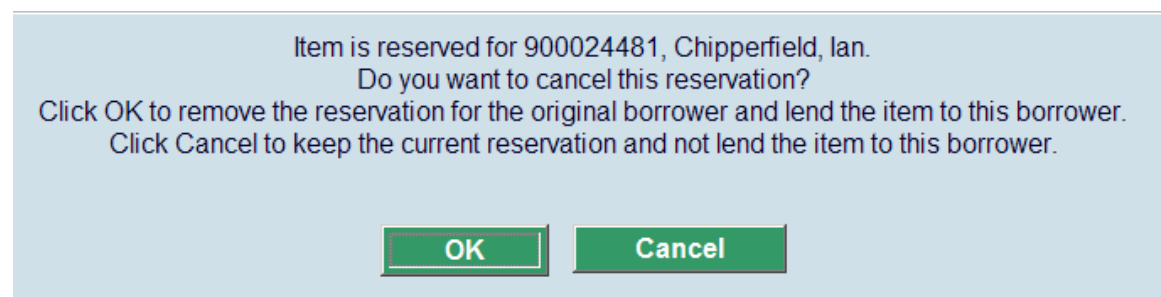 Item is reserved for 900024481, Chipperfield, Ian.
Do you want to cancel this reservation?
Click OK to remove the reservation for the original borrower and lend the item to this borrower.
Click Cancel to keep the current reservation and not lend the item to this borrower.
OK
Cancel